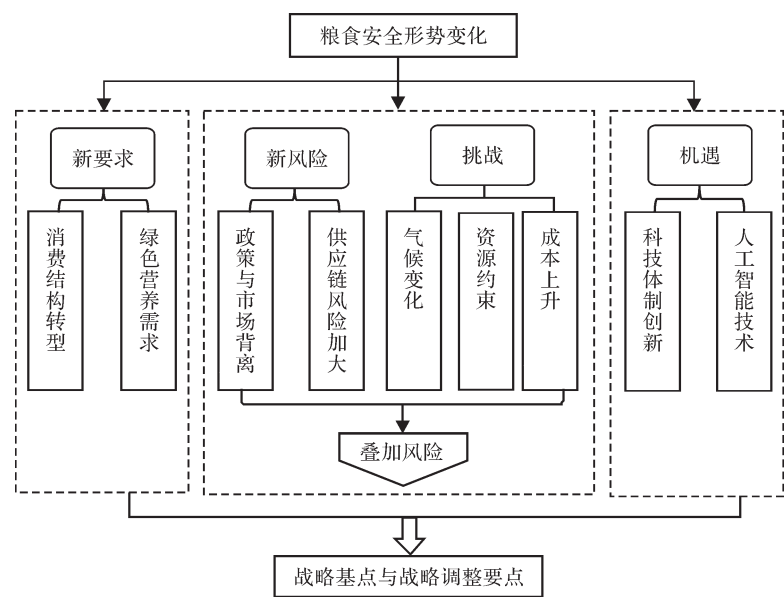 粮食安全形势变化
新要求
新风险
挑战
机遇
消费结构转型
绿色营养需求
政策与市场背离
供应链风险加大
气候变化
资源约束
成本上升
科技体制创新
人工智能技术
叠加风险
战略基点与战略调整要点